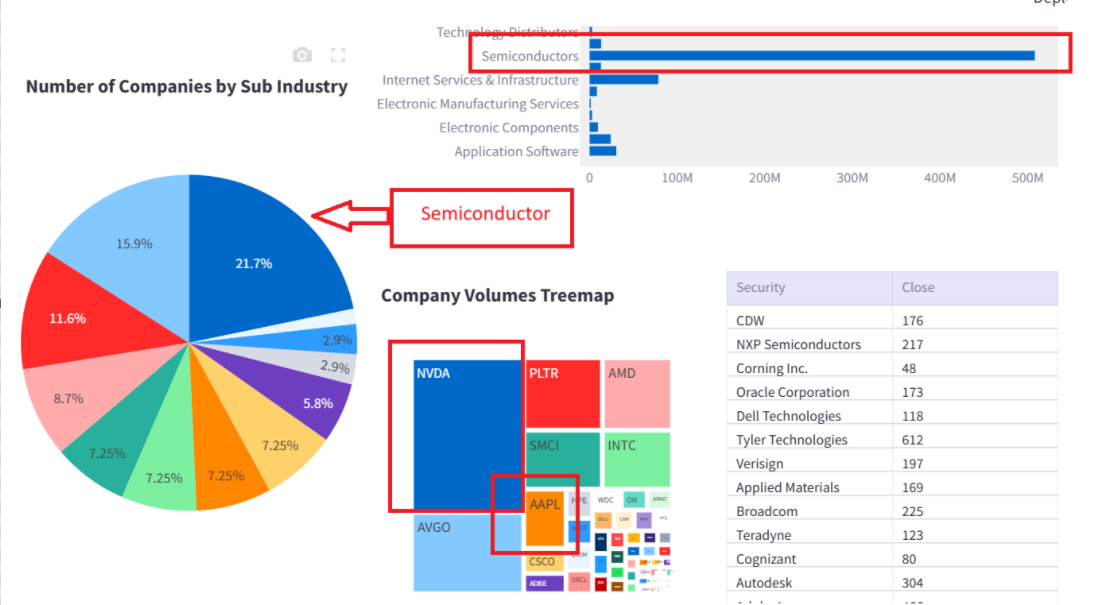 Technology Distributors
Semiconductors
Internet Services & Infrastructure
Electronic Manufacturing Services
Electronic Components
Application Software
0 100M 200M 300M 400M 500M
Number of Companies by Sub Industry
Semiconductor
15.9%
21.7%
11.6%
2.9%
2.9%
8.7%
5.8%
7.25%
7.25%
7.25%
7.25%
Company Volumes Treemap
NVDA
PLTR
AMD
SMCI
INTC
AAPL
HPE
WDC
ON
AMAT
DELL
CRM
AVGO
CSCO
ADBE
ORCL
Security Close
CDW 176
NXP Semiconductors 217
Corning Inc. 48
Oracle Corporation 173
Dell Technologies 118
Tyler Technologies 612
Verisign 197
Applied Materials 169
Broadcom 225
Teradyne 123
Cognizant 80
Autodesk 304